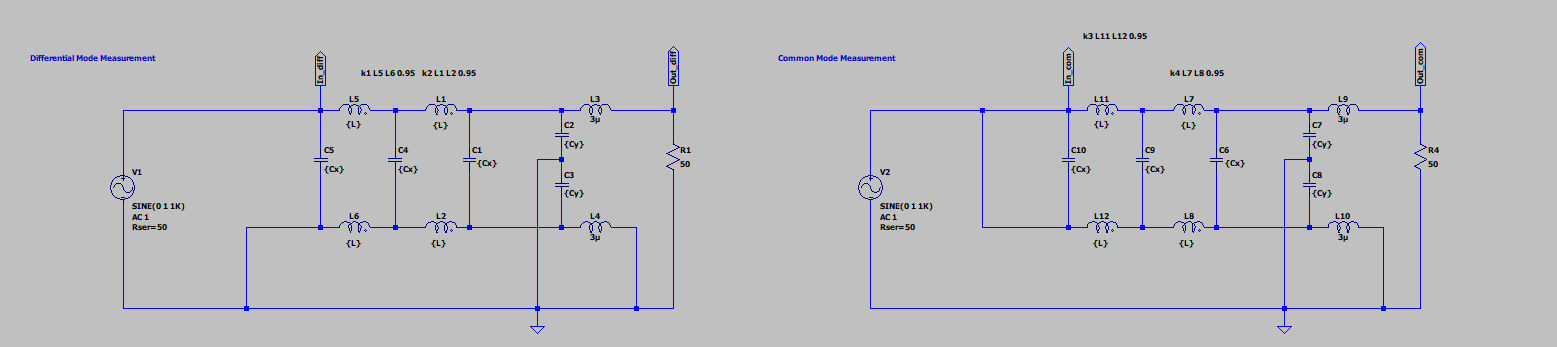 k3 L11 L12 0.95
Differential Mode Measurement
In_diff
Out_diff
Common Mode Measurement
In_com
Out_com
k1 L5 L6 0.95 k2 L1 L2 0.95
k4 L7 L8 0.95
L5
L1
L3
L11
L7
L9
{L}
{L}
3µ
{L}
{L}
3µ
C2
{Cy}
C7
{Cy}
C5
{Cx}
C4
{Cx}
C1
{Cx}
R1
50
C10
{Cx}
C9
{Cx}
C6
{Cx}
R4
50
C3
{Cy}
C8
{Cy}
V1
SINE(0 1 1K)
AC 1
Rser=50
V2
SINE(0 1 1K)
AC 1
Rser=50
L6
L2
L4
L12
L8
L10
{L}
{L}
3µ
{L}
{L}
3µ